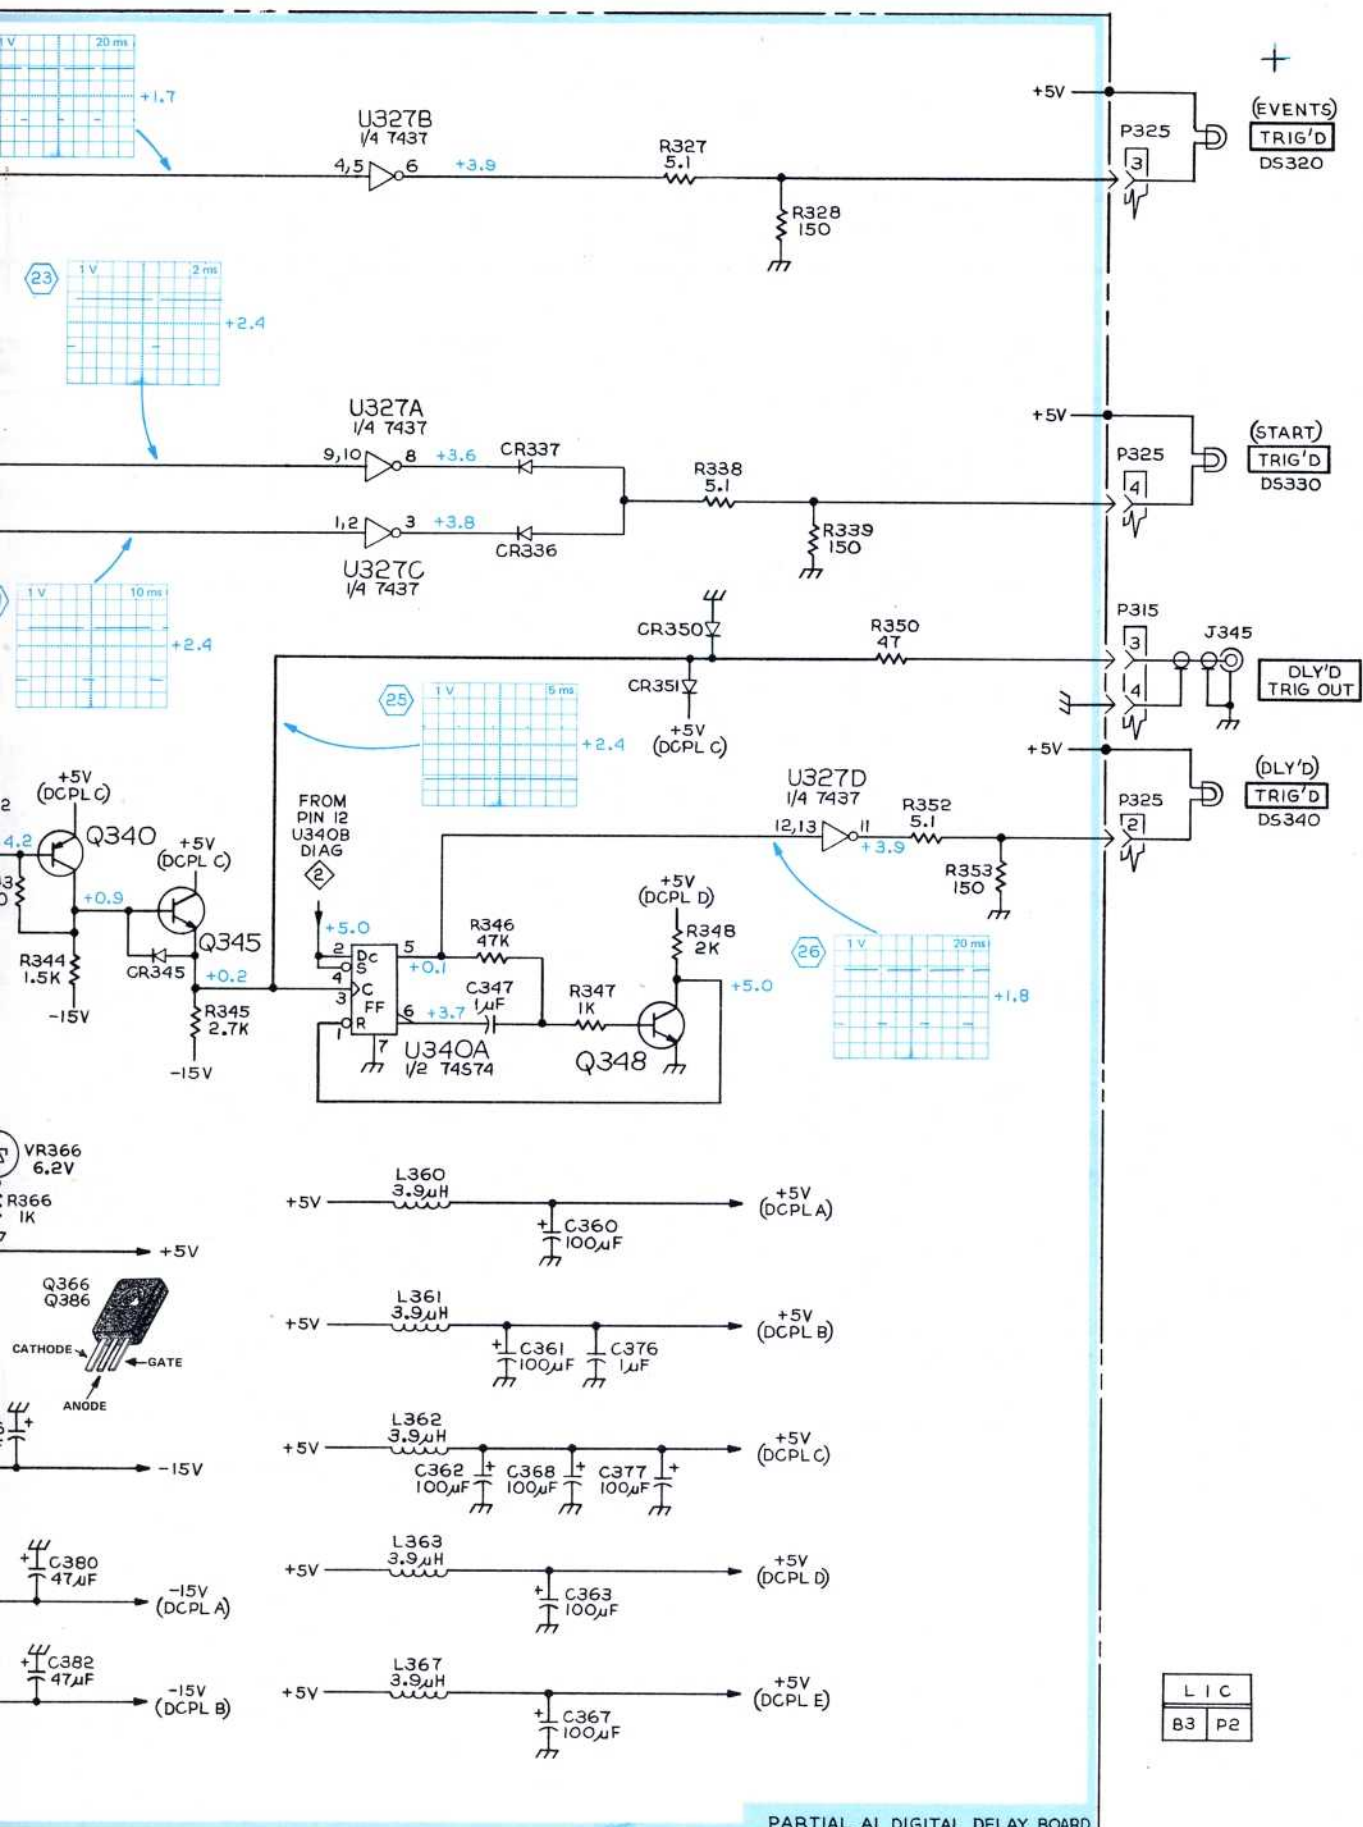 1 V 20 ms
+1.7
U327B
1/4 7437
4,5
6
+3.9
R327
5.1
R328
150
+5V
P325
3
(EVENTS)
TRIG'D
DS320
23
1 V 2 ms
+2.4
U327A
1/4 7437
9,10
8
+3.6
CR337
1,2
3
+3.8
CR336
U327C
1/4 7437
R338
5.1
R339
150
+5V
P325
4
(START)
TRIG'D
DS330
1 V 10 ms
+2.4
CR350
R350
47
P315
3
4
J345
DLY'D
TRIG OUT
CR351
+5V
(DCPL C)
25
1 V 5 ms
+2.4
+5V
(DCPL C)
Q340
4.2
+0.9
+5V
(DCPL C)
Q345
R344
1.5K
-15V
CR345
+0.2
R345
2.7K
-15V
FROM
PIN 12
U340B
DIAG
2
+5.0
2
4
3
1
DC
S
C
FF
R
5
+0.1
6
+3.7
7
U340A
1/2 74S74
R346
47K
C347
1µF
R347
1K
Q348
+5V
(DCPL D)
R348
2K
+5.0
U327D
1/4 7437
12,13
11
+3.9
R352
5.1
R353
150
+5V
P325
2
(DLY'D)
TRIG'D
DS340
26
1 V 20 ms
+1.8
VR366
6.2V
R366
1K
+5V
Q366
Q386
CATHODE
GATE
ANODE
-15V
C380
47µF
-15V
(DCPL A)
C382
47µF
-15V
(DCPL B)
+5V
L360
3.9µH
C360
100µF
+5V
(DCPL A)
+5V
L361
3.9µH
C361
100µF
C376
1µF
+5V
(DCPL B)
+5V
L362
3.9µH
C362
100µF
C368
100µF
C377
100µF
+5V
(DCPL C)
+5V
L363
3.9µH
C363
100µF
+5V
(DCPL D)
+5V
L367
3.9µH
C367
100µF
+5V
(DCPL E)
L I C
B3 P2
PARTIAL A1 DIGITAL DELAY BOARD